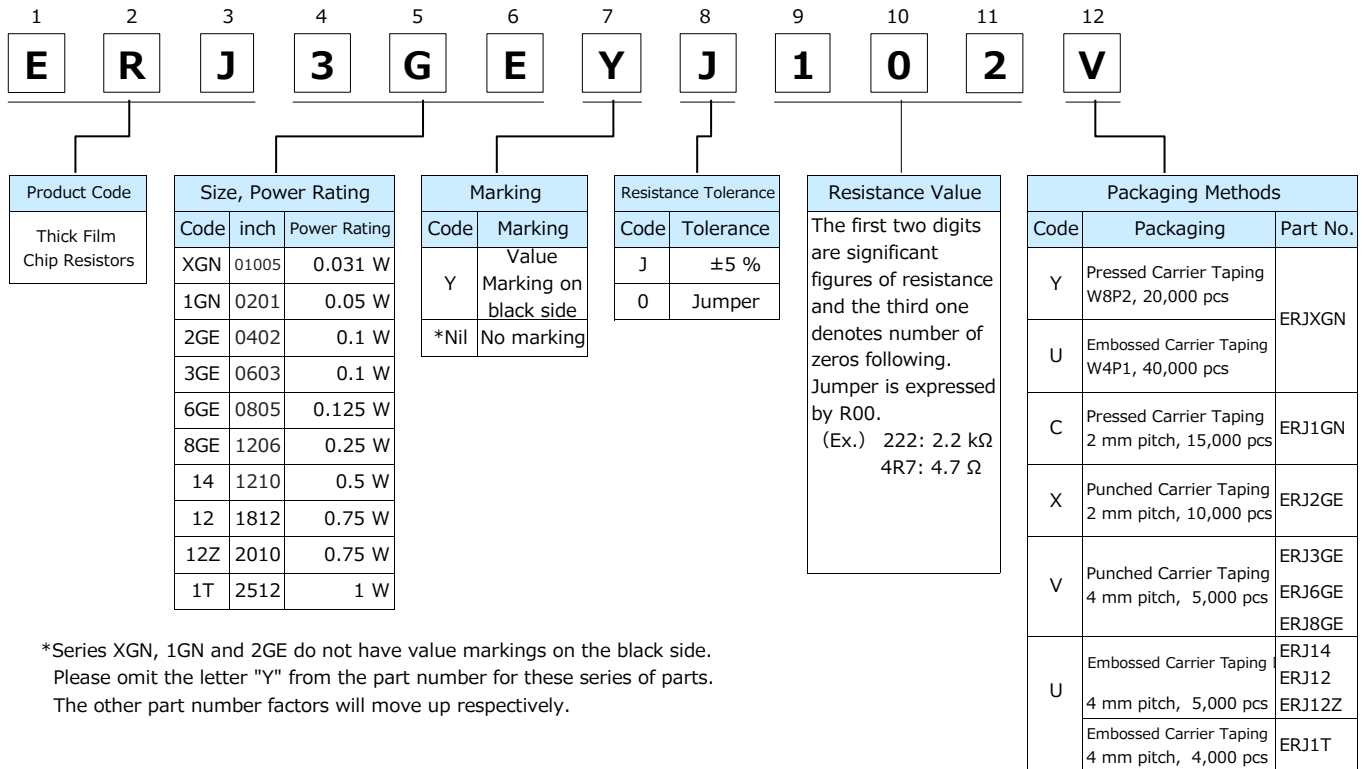 1 2 3 4 5 6 7 8 9 10 11 12
E R J 3 G E Y J 1 0 2 V
Product Code
Thick Film
Chip Resistors
Size, Power Rating
Code inch Power Rating
XGN 01005 0.031 W
1GN 0201 0.05 W
2GE 0402 0.1 W
3GE 0603 0.1 W
6GE 0805 0.125 W
8GE 1206 0.25 W
14 1210 0.5 W
12 1812 0.75 W
12Z 2010 0.75 W
1T 2512 1 W
Marking
Code Marking
Y Value
Marking on
black side
*Nil No marking
Resistance Tolerance
Code Tolerance
J ±5 %
0 Jumper
Resistance Value
The first two digits
are significant
figures of resistance
and the third one
denotes number of
zeros following.
Jumper is expressed
by R00.
(Ex.) 222: 2.2 kΩ
4R7: 4.7 Ω
Packaging Methods
Code Packaging Part No.
Y Pressed Carrier Taping
W8P2, 20,000 pcs
ERJXGN
U Embossed Carrier Taping
W4P1, 40,000 pcs
C Pressed Carrier Taping
2 mm pitch, 15,000 pcs
ERJ1GN
X Punched Carrier Taping
2 mm pitch, 10,000 pcs
ERJ2GE
V Punched Carrier Taping
4 mm pitch, 5,000 pcs
ERJ3GE
ERJ6GE
ERJ8GE
U Embossed Carrier Taping
4 mm pitch, 5,000 pcs
ERJ14
ERJ12
ERJ12Z
Embossed Carrier Taping
4 mm pitch, 4,000 pcs
ERJ1T
*Series XGN, 1GN and 2GE do not have value markings on the black side.
Please omit the letter "Y" from the part number for these series of parts.
The other part number factors will move up respectively.